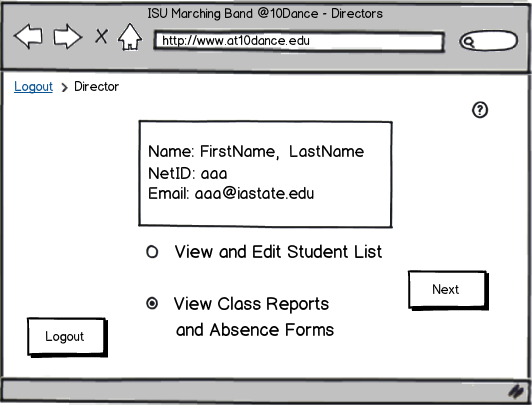 ISU Marching Band @10Dance - Directors
http://www.at10dance.edu
Logout > Director
?
Name: FirstName, LastName
NetID: aaa
Email: aaa@iastate.edu
View and Edit Student List
Next
View Class Reports
and Absence Forms
Logout